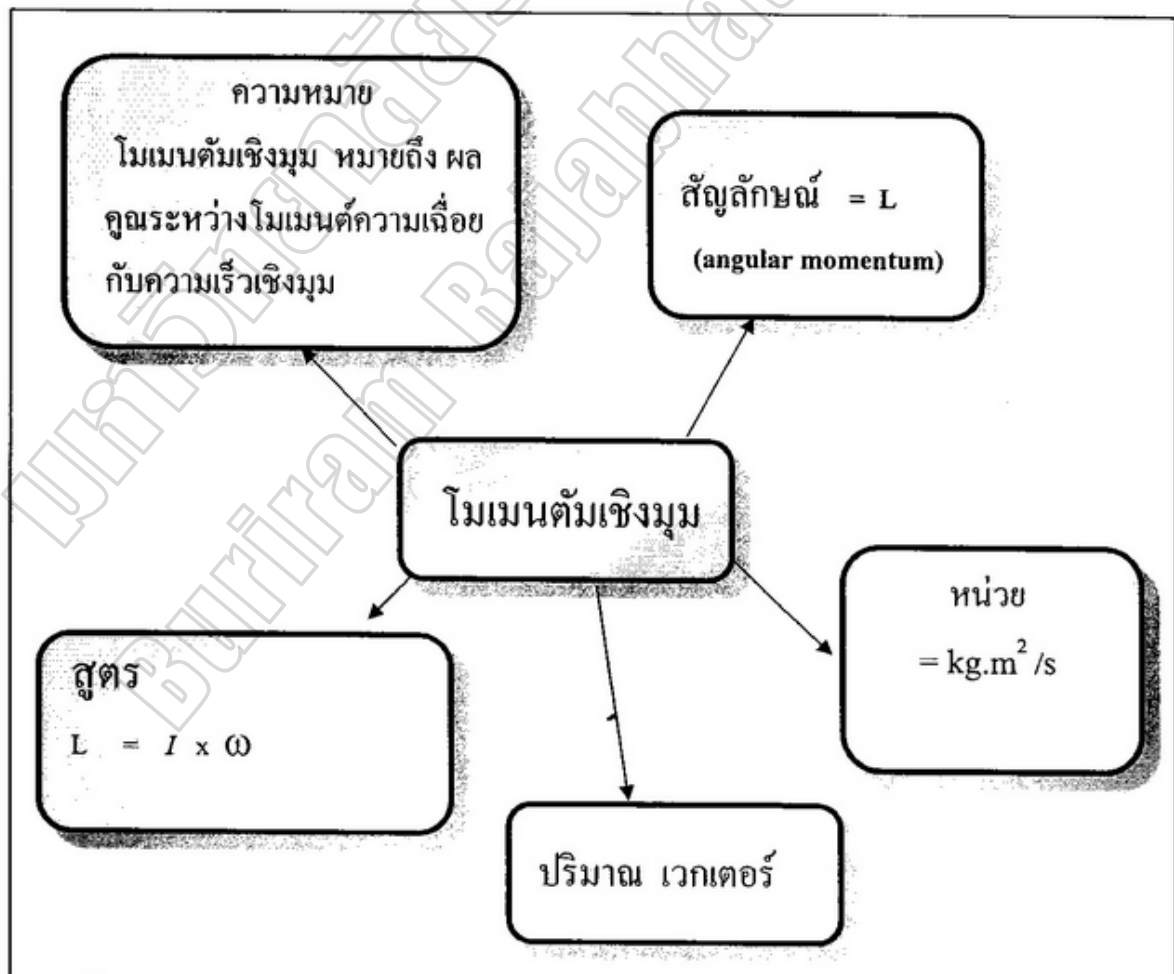 ความหมาย
โมเมนตัมเชิงมุม หมายถึง ผล
คูณระหว่างโมเมนต์ความเฉื่อย
กับความเร็วเชิงมุม
สัญลักษณ์ = L
(angular momentum)
โมเมนตัมเชิงมุม
หน่วย
= kg.m²/s
สูตร
L = I x ω
ปริมาณ เวกเตอร์
Buriram Rajabhat